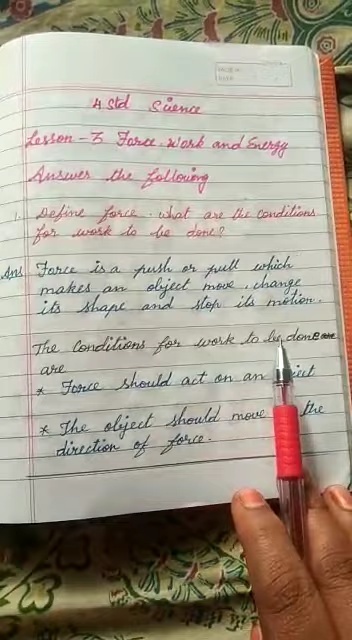 4 Std Science
Lesson - 3 Force, Work and Energy
Answer the following
1. Define force. What are the conditions
for work to be done?
Ans Force is a push or pull which
makes an object move, change
its shape and stop its motion.
The conditions for work to be done
are
* Force should act on an
* The object should move the
direction of force.